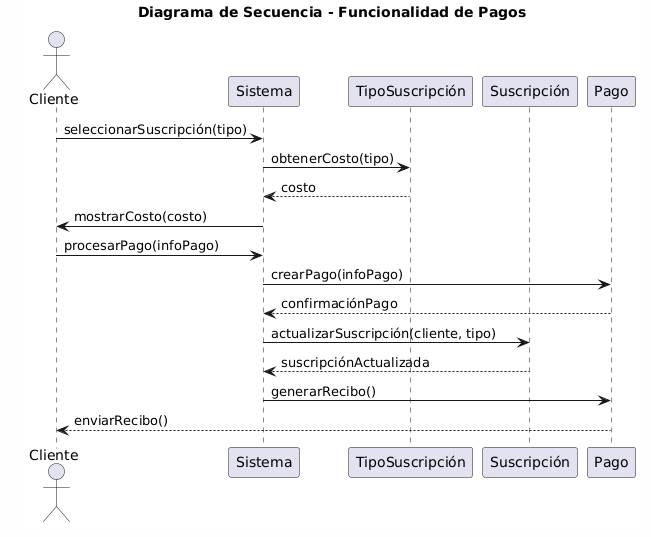 Diagrama de Secuencia - Funcionalidad de Pagos
Cliente
Sistema
TipoSuscripción
Suscripción
Pago
seleccionarSuscripción(tipo)
obtenerCosto(tipo)
costo
mostrarCosto(costo)
procesarPago(infoPago)
crearPago(infoPago)
confirmaciónPago
actualizarSuscripción(cliente, tipo)
suscripciónActualizada
generarRecibo()
enviarRecibo()
Cliente
Sistema
TipoSuscripción
Suscripción
Pago